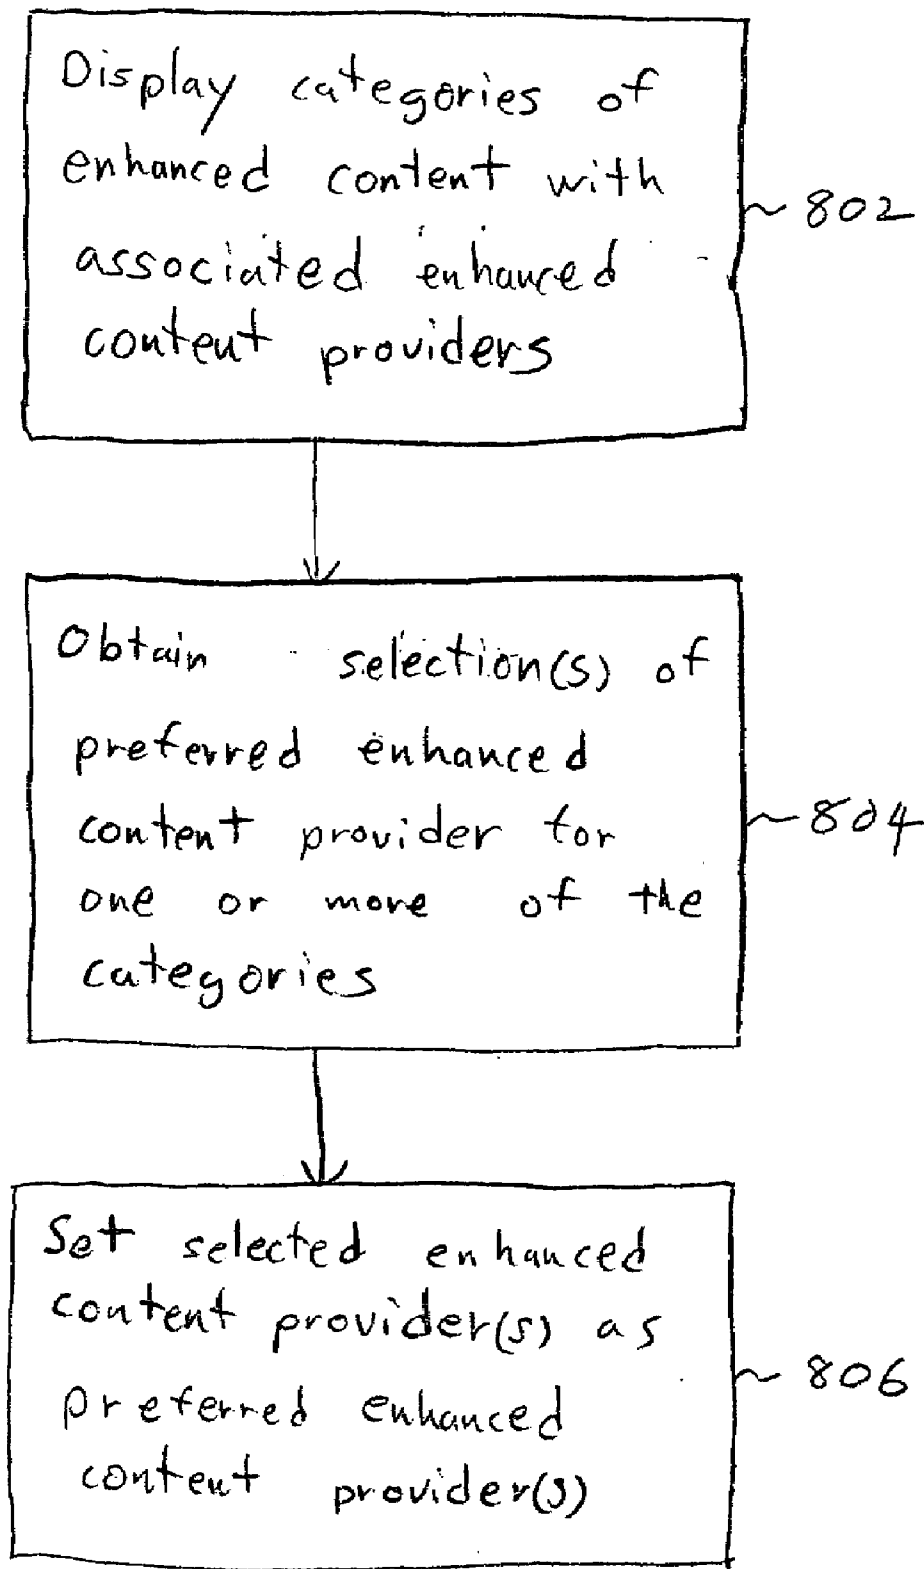 Display categories of
enhanced content with
associated enhanced
content providers
~ 802
Obtain selection(s) of
preferred enhanced
content provider for
one or more of the
categories
~ 804
Set selected enhanced
content provider(s) as
preferred enhanced
content provider(s)
~ 806